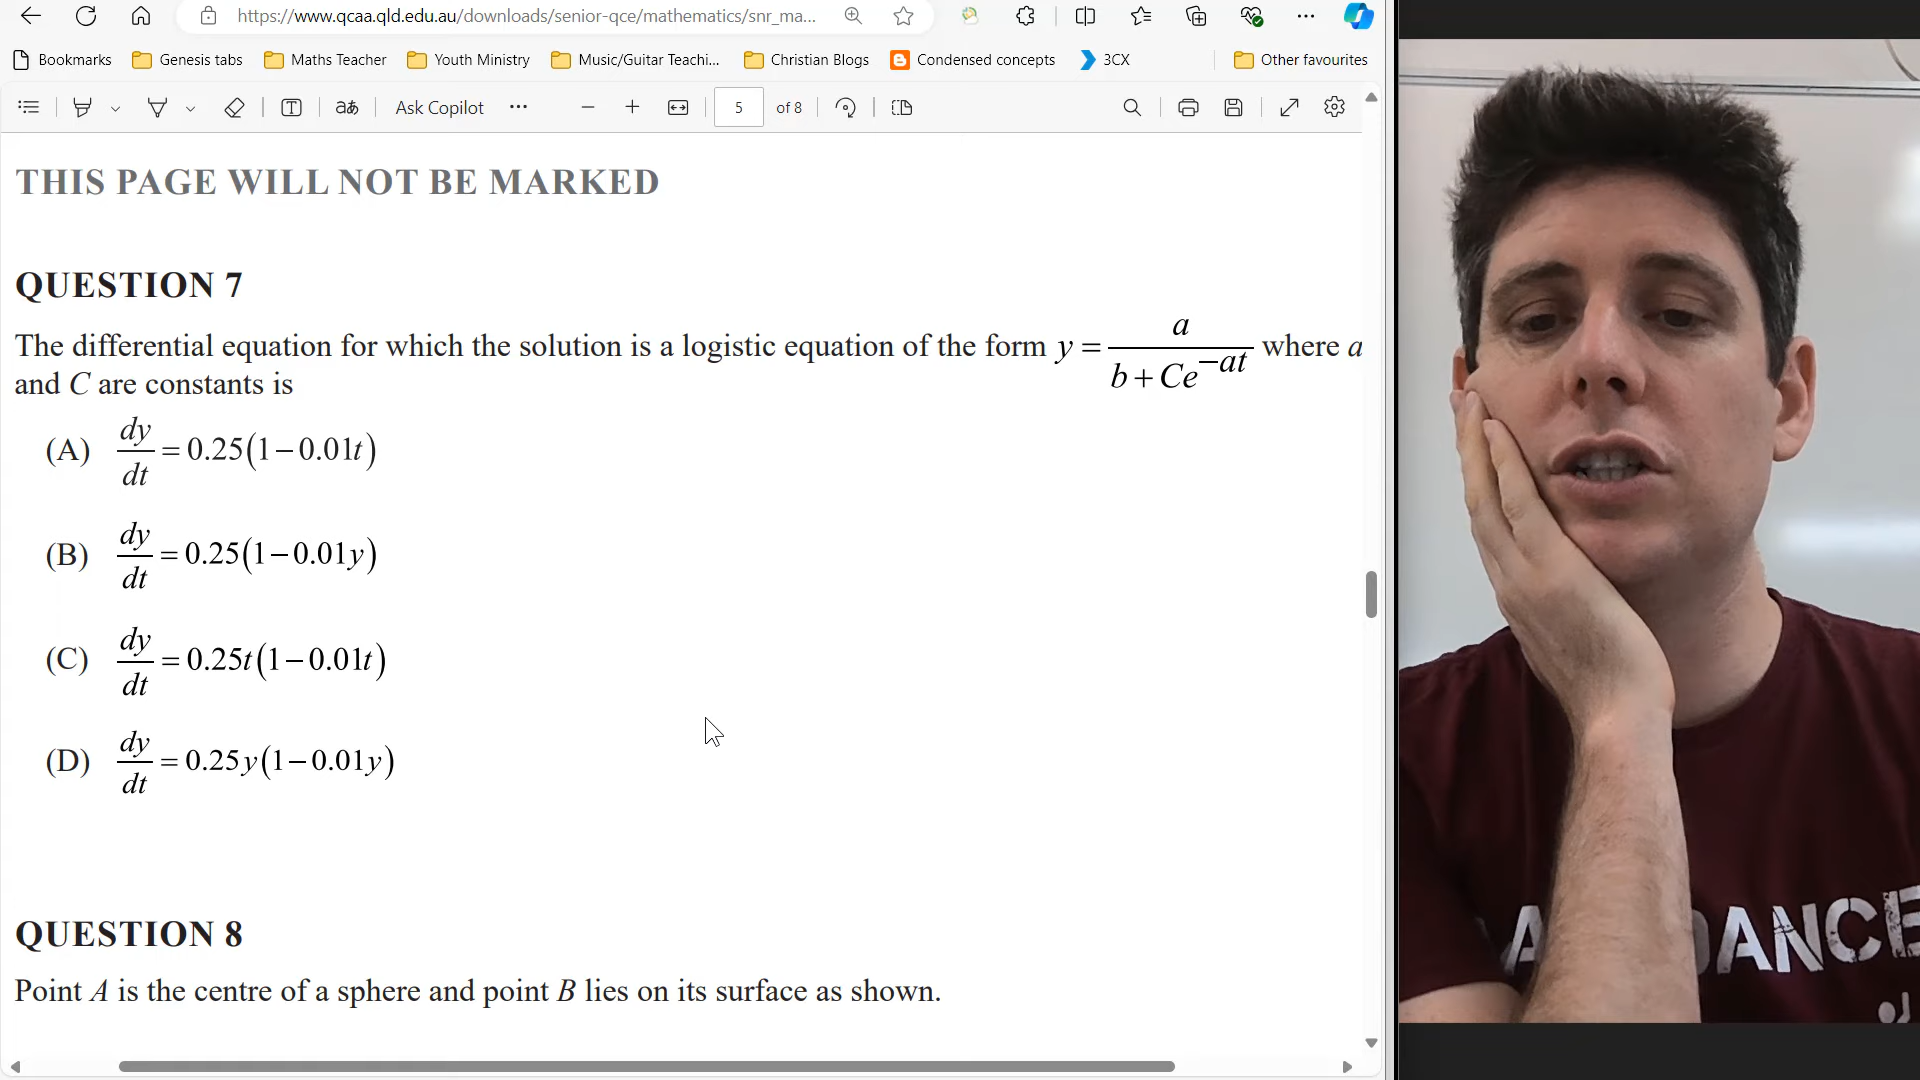 https://www.qcaa.qld.edu.au/downloads/senior-qce/mathematics/snr_ma...
Bookmarks Genesis tabs Maths Teacher Youth Ministry Music/Guitar Teachi... Christian Blogs Condensed concepts 3CX Other favourites
aあ Ask Copilot 5 of 8
THIS PAGE WILL NOT BE MARKED
QUESTION 7
The differential equation for which the solution is a logistic equation of the form y = a / (b + Ce^(−at)) where a
and C are constants is
(A) dy/dt = 0.25(1 − 0.01t)
(B) dy/dt = 0.25(1 − 0.01y)
(C) dy/dt = 0.25t(1 − 0.01t)
(D) dy/dt = 0.25y(1 − 0.01y)
QUESTION 8
Point A is the centre of a sphere and point B lies on its surface as shown.